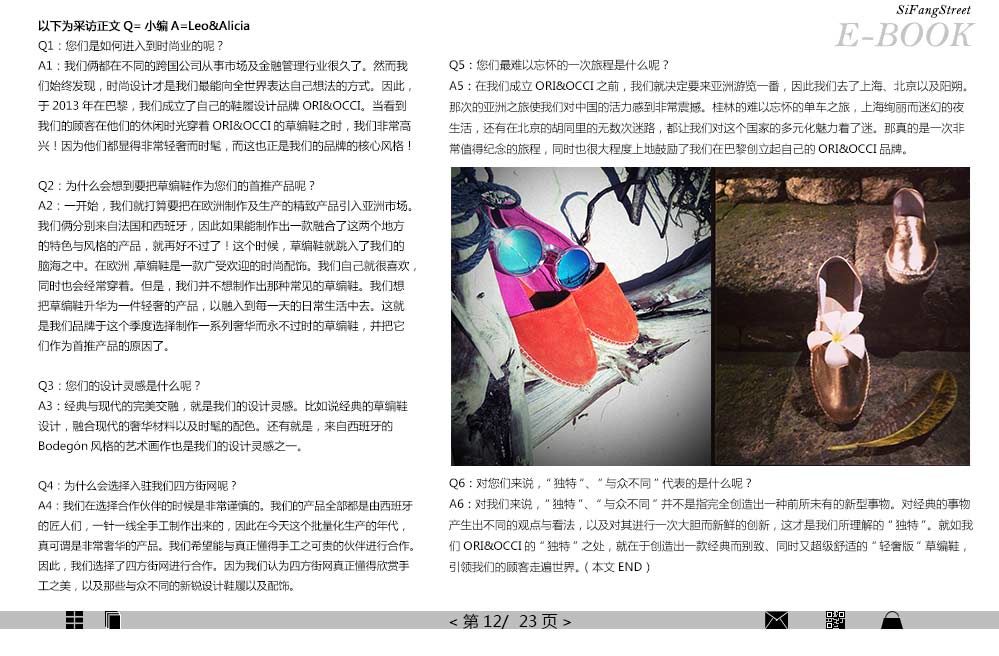 SiFangStreet
E-BOOK
以下为采访正文 Q= 小编 A=Leo&Alicia
Q1：您们是如何进入到时尚业的呢？
A1：我们俩都在不同的跨国公司从事市场及金融管理行业很久了。然而我
们始终发现，时尚设计才是我们最能向全世界表达自己想法的方式。因此，
于 2013 年在巴黎，我们成立了自己的鞋履设计品牌 ORI&OCCI。当看到
我们的顾客在他们的休闲时光穿着 ORI&OCCI 的草编鞋之时，我们非常高
兴！因为他们都显得非常轻奢而时髦，而这也正是我们的品牌的核心风格！
Q2：为什么会想到要把草编鞋作为您们的首推产品呢？
A2：一开始，我们就打算要把在欧洲制作及生产的精致产品引入亚洲市场。
我们俩分别来自法国和西班牙，因此如果能制作出一款融合了这两个地方
的特色与风格的产品，就再好不过了！这个时候，草编鞋就跳入了我们的
脑海之中。在欧洲 ,草编鞋是一款广受欢迎的时尚配饰。我们自己就很喜欢，
同时也会经常穿着。但是，我们并不想制作出那种常见的草编鞋。我们想
把草编鞋升华为一件轻奢的产品，以融入到每一天的日常生活中去。这就
是我们品牌于这个季度选择制作一系列奢华而永不过时的草编鞋，并把它
们作为首推产品的原因了。
Q3：您们的设计灵感是什么呢？
A3：经典与现代的完美交融，就是我们的设计灵感。比如说经典的草编鞋
设计，融合现代的奢华材料以及时髦的配色。还有就是，来自西班牙的
Bodegón 风格的艺术画作也是我们的设计灵感之一。
Q4：为什么会选择入驻我们四方街网呢？
A4：我们在选择合作伙伴的时候是非常谨慎的。我们的产品全部都是由西班牙
的匠人们，一针一线全手工制作出来的，因此在今天这个批量化生产的年代，
真可谓是非常奢华的产品。我们希望能与真正懂得手工之可贵的伙伴进行合作。
因此，我们选择了四方街网进行合作。因为我们认为四方街网真正懂得欣赏手
工之美，以及那些与众不同的新锐设计鞋履以及配饰。
Q5：您们最难以忘怀的一次旅程是什么呢？
A5：在我们成立 ORI&OCCI 之前，我们就决定要来亚洲游览一番，因此我们去了上海、北京以及阳朔。
那次的亚洲之旅使我们对中国的活力感到非常震撼。桂林的难以忘怀的单车之旅，上海绚丽而迷幻的夜
生活，还有在北京的胡同里的无数次迷路，都让我们对这个国家的多元化魅力着了迷。那真的是一次非
常值得纪念的旅程，同时也很大程度上地鼓励了我们在巴黎创立起自己的 ORI&OCCI 品牌。
Q6：对您们来说，“ 独特 ”、“ 与众不同 ” 代表的是什么呢？
A6：对我们来说，“ 独特 ”、“ 与众不同 ” 并不是指完全创造出一种前所未有的新型事物。对经典的事物
产生出不同的观点与看法，以及对其进行一次大胆而新鲜的创新，这才是我们所理解的 “ 独特 ”。就如我
们 ORI&OCCI 的 “ 独特 ” 之处，就在于创造出一款经典而别致、同时又超级舒适的 “ 轻奢版 ” 草编鞋，
引领我们的顾客走遍世界。( 本文 END )
< 第 12/ 23 页 >